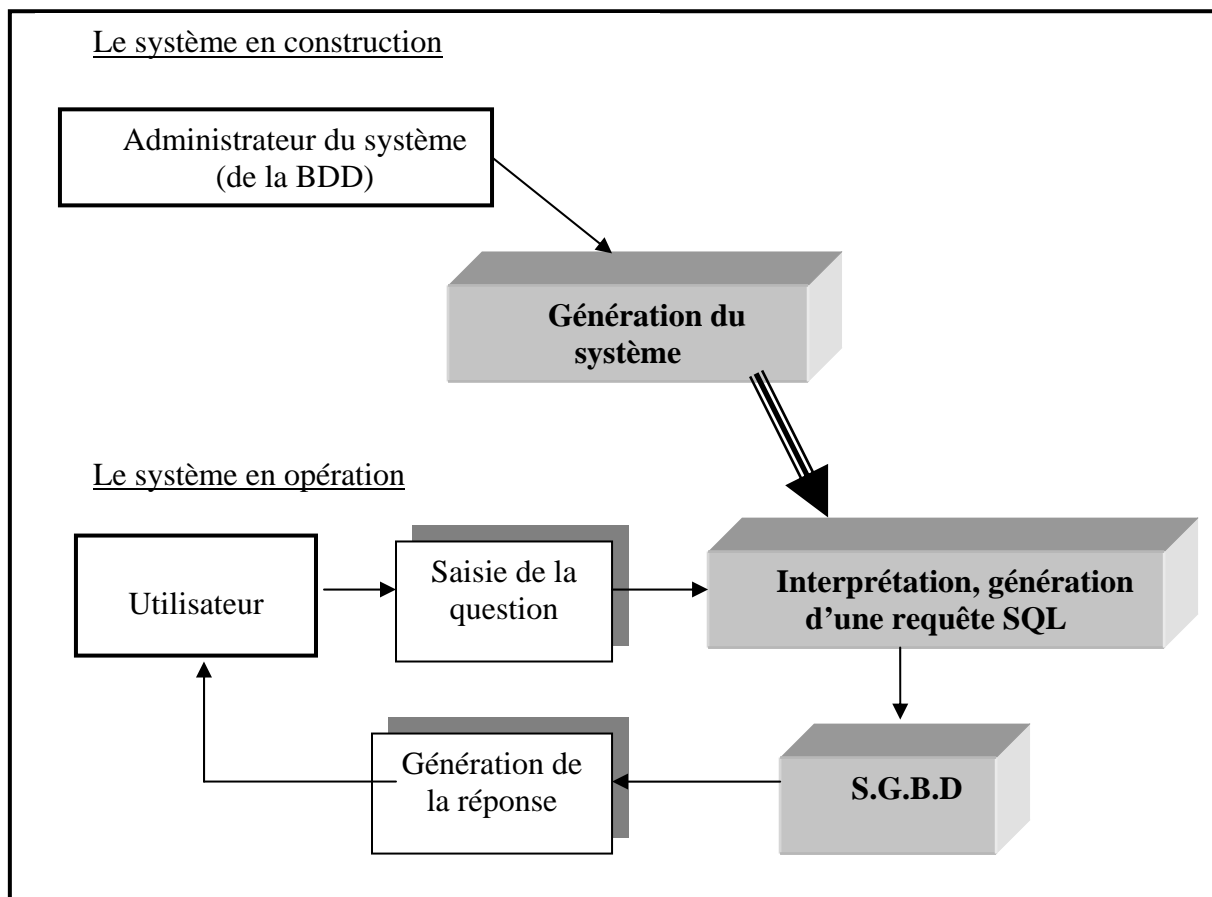 Le système en construction
Administrateur du système
(de la BDD)
Génération du
système
Le système en opération
Utilisateur
Saisie de la
question
Interprétation, génération
d’une requête SQL
Génération de
la réponse
S.G.B.D